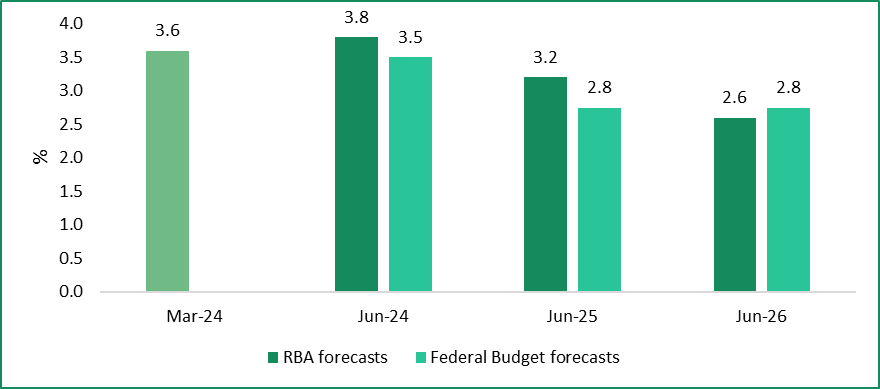 4.0
3.5
3.0
2.5
2.0
1.5
1.0
0.5
0.0
%
3.6
3.8
3.5
3.2
2.8
2.6
2.8
Mar-24
Jun-24
Jun-25
Jun-26
RBA forecasts
Federal Budget forecasts